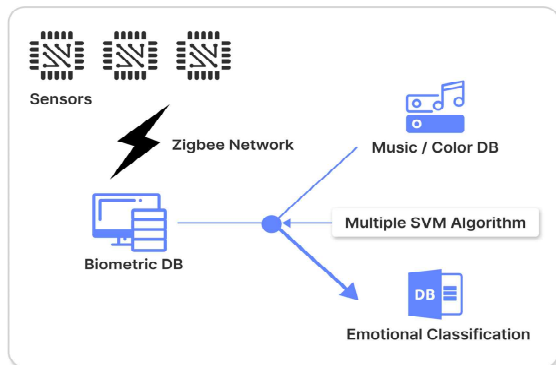 Sensors
Zigbee Network
Music / Color DB
Multiple SVM Algorithm
Biometric DB
DB
Emotional Classification